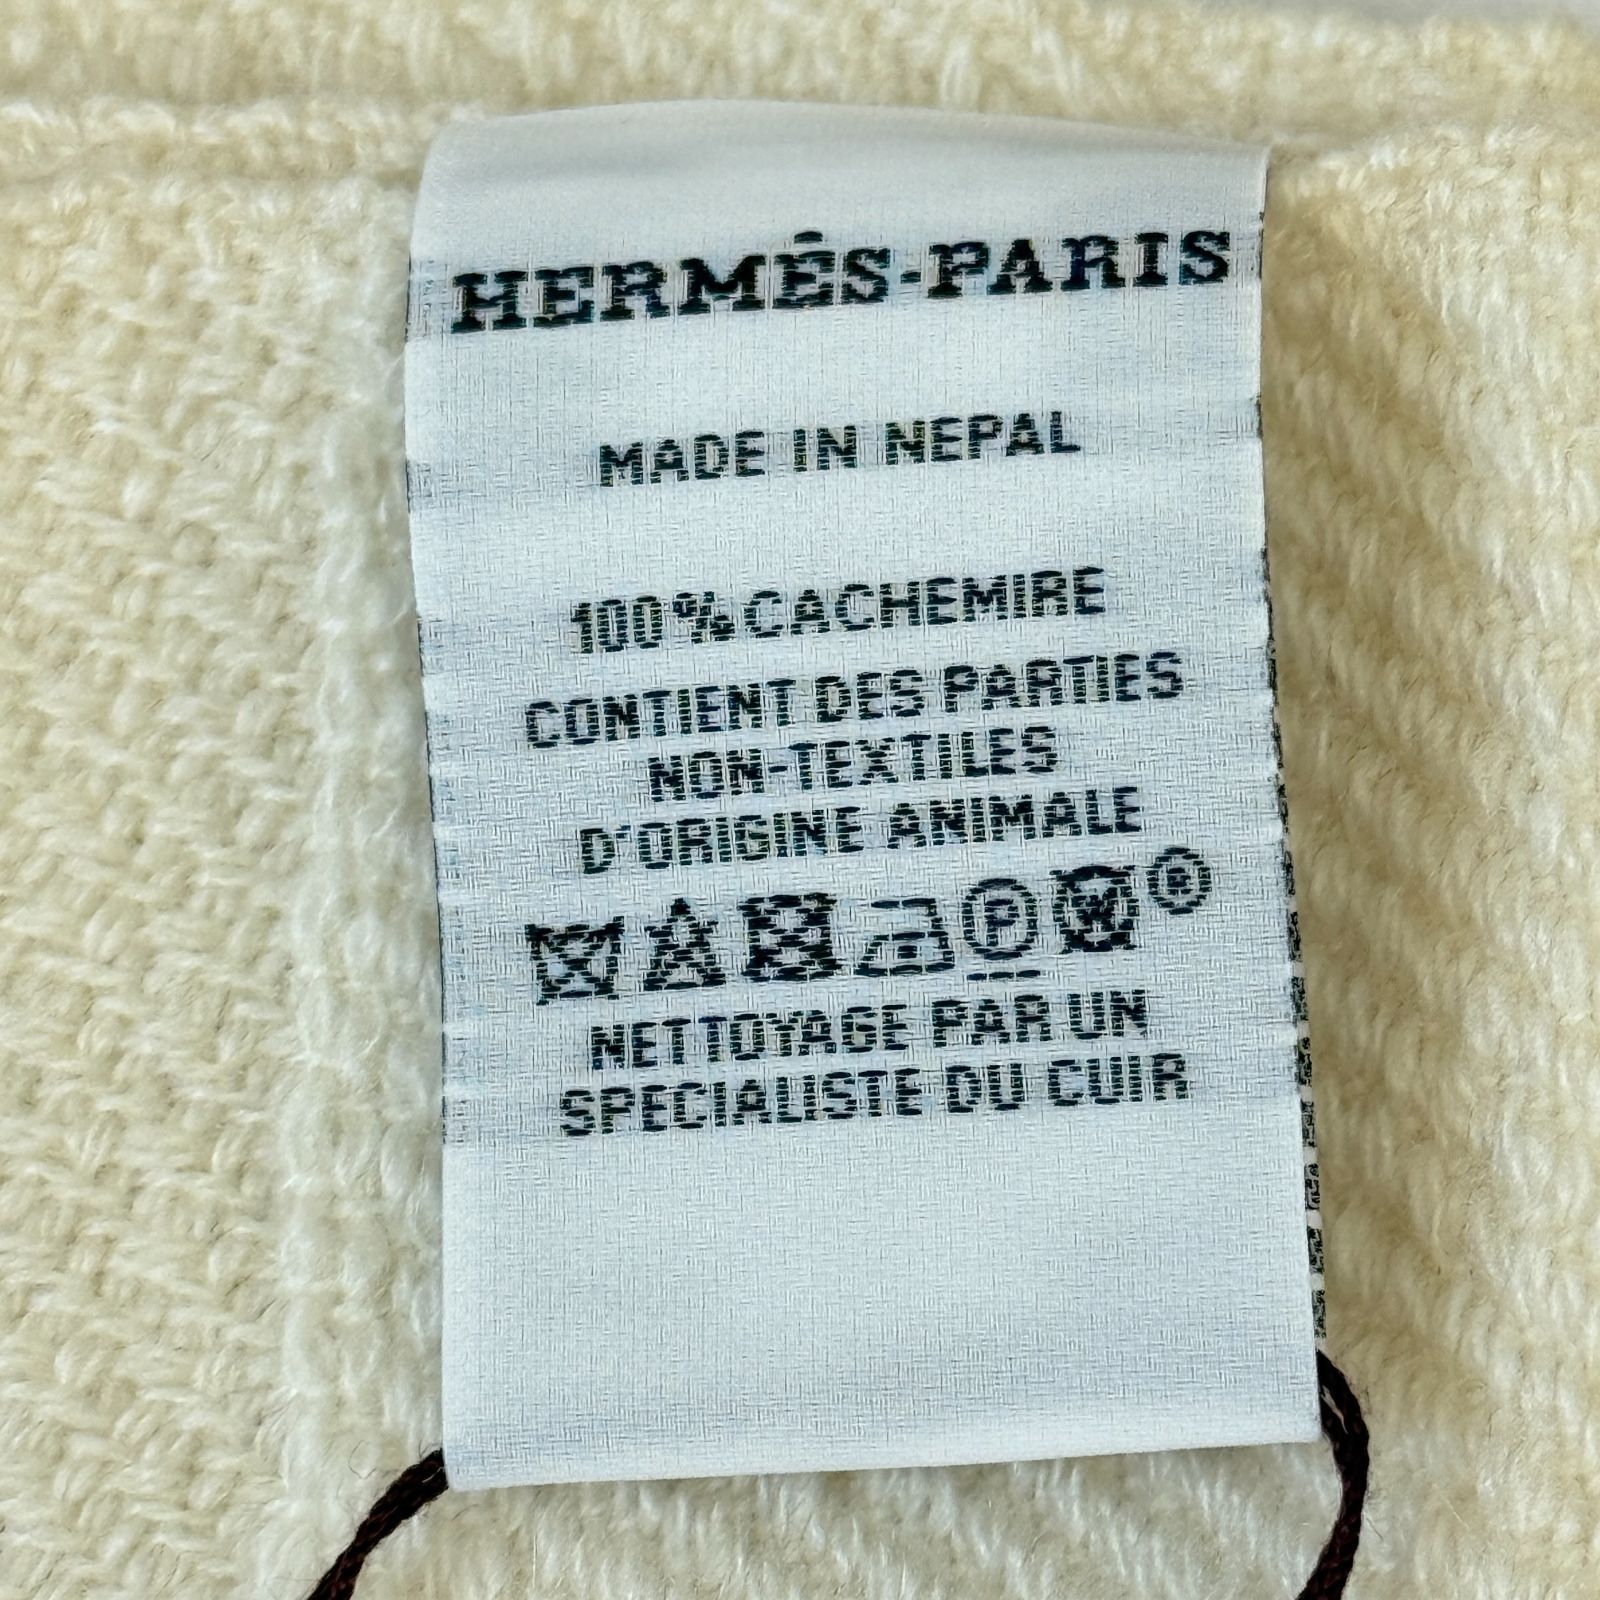 HERMÈS-PARIS
MADE IN NEPAL
100% CACHEMIRE
CONTIENT DES PARTIES
NON-TEXTILES
D'ORIGINE ANIMALE
P W ®
NETTOYAGE PAR UN
SPECIALISTE DU CUIR